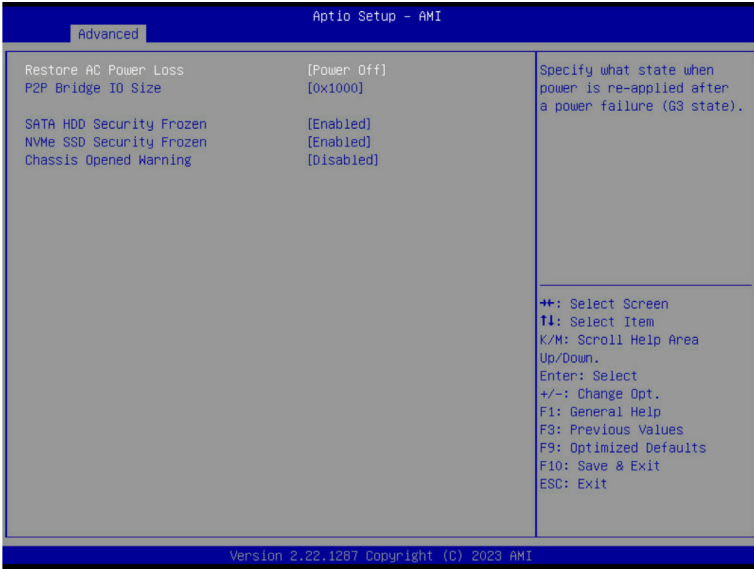 Aptio Setup – AMI
Advanced
Restore AC Power Loss [Power Off]
P2P Bridge IO Size [0x1000]
SATA HDD Security Frozen [Enabled]
NVMe SSD Security Frozen [Enabled]
Chassis Opened Warning [Disabled]
Specify what state when
power is re-applied after
a power failure (G3 state).
→←: Select Screen
↑↓: Select Item
K/M: Scroll Help Area
Up/Down.
Enter: Select
+/-: Change Opt.
F1: General Help
F3: Previous Values
F9: Optimized Defaults
F10: Save & Exit
ESC: Exit
Version 2.22.1287 Copyright (C) 2023 AMI